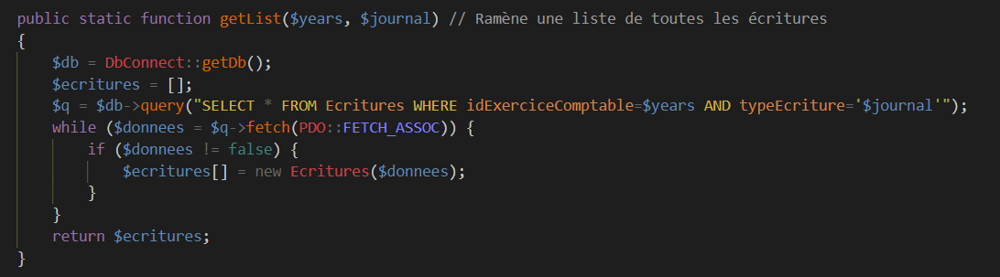 public static function getList($years, $journal) // Ramène une liste de toutes les écritures
{
    $db = DbConnect::getDb();
    $ecritures = [];
    $q = $db->query("SELECT * FROM Ecritures WHERE idExerciceComptable=$years AND typeEcriture='$journal'");
    while ($donnees = $q->fetch(PDO::FETCH_ASSOC)) {
        if ($donnees != false) {
            $ecritures[] = new Ecritures($donnees);
        }
    }
    return $ecritures;
}